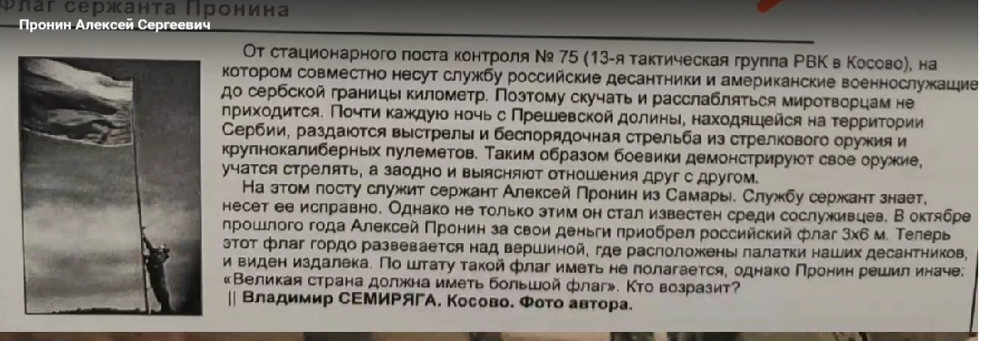 Флаг сержанта Пронина
Пронин Алексей Сергеевич
От стационарного поста контроля № 75 (13-я тактическая группа РВК в Косово), на
котором совместно несут службу российские десантники и американские военнослужащие
до сербской границы километр. Поэтому скучать и расслабляться миротворцам не
приходится. Почти каждую ночь с Прешевской долины, находящейся на территории
Сербии, раздаются выстрелы и беспорядочная стрельба из стрелкового оружия и
крупнокалиберных пулеметов. Таким образом боевики демонстрируют свое оружие,
учатся стрелять, а заодно и выясняют отношения друг с другом.
На этом посту служит сержант Алексей Пронин из Самары. Службу сержант знает,
несет ее исправно. Однако не только этим он стал известен среди сослуживцев. В октябре
прошлого года Алексей Пронин за свои деньги приобрел российский флаг 3х6 м. Теперь
этот флаг гордо развевается над вершиной, где расположены палатки наших десантников,
и виден издалека. По штату такой флаг иметь не полагается, однако Пронин решил иначе:
«Великая страна должна иметь большой флаг». Кто возразит?
|| Владимир СЕМИРЯГА. Косово. Фото автора.